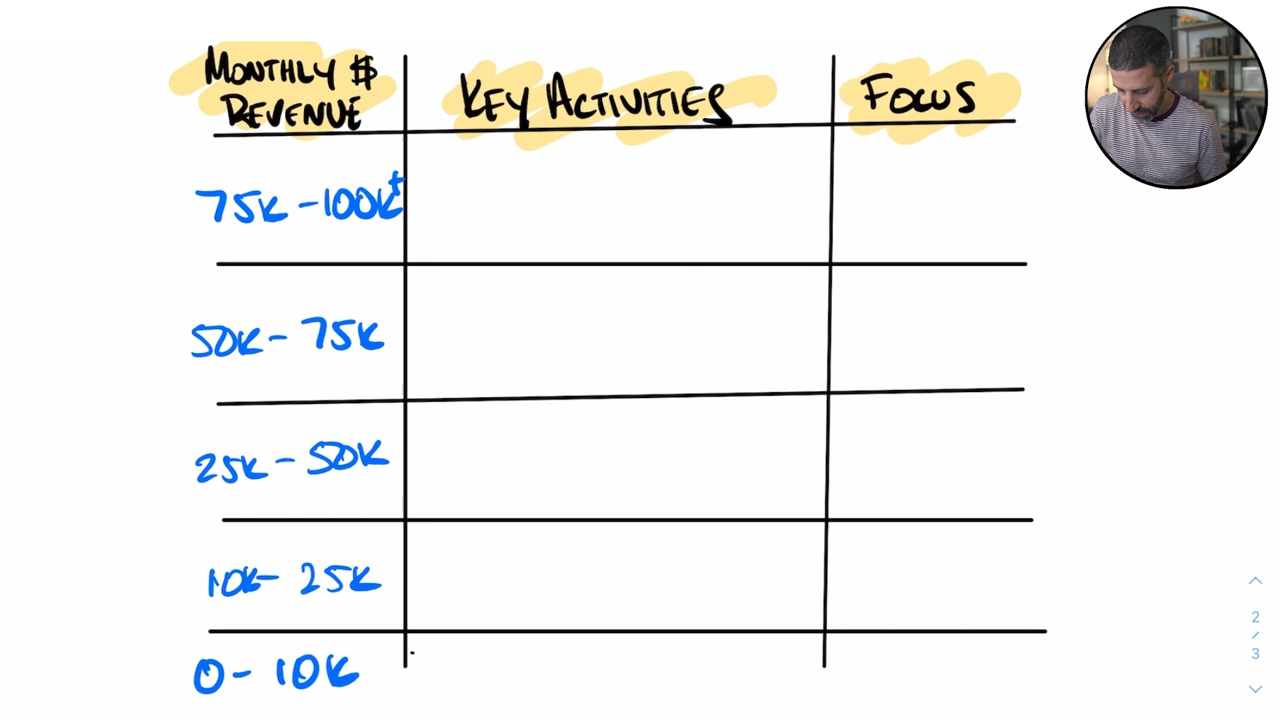 MONTHLY $
REVENUE
KEY ACTIVITIES
FOCUS
75K - 100K+
50K - 75K
25K - 50K
10K - 25K
0 - 10K
2
/
3